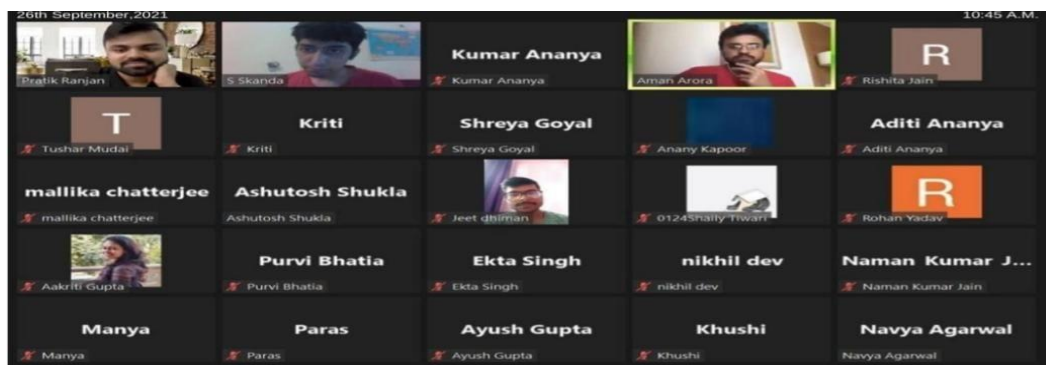 26th September,2021 10:45 A.M.
Pratik Ranjan
S Skanda
Kumar Ananya
Kumar Ananya
Aman Arora
R
Rishita Jain
T
Tushar Mudai
Kriti
Kriti
Shreya Goyal
Shreya Goyal
Anany Kapoor
Aditi Ananya
Aditi Ananya
mallika chatterjee
mallika chatterjee
Ashutosh Shukla
Ashutosh Shukla
Jeet dhiman
0124Shaily Tiwari
R
Rohan Yadav
Aakriti Gupta
Purvi Bhatia
Purvi Bhatia
Ekta Singh
Ekta Singh
nikhil dev
nikhil dev
Naman Kumar J...
Naman Kumar Jain
Manya
Manya
Paras
Paras
Ayush Gupta
Ayush Gupta
Khushi
Khushi
Navya Agarwal
Navya Agarwal